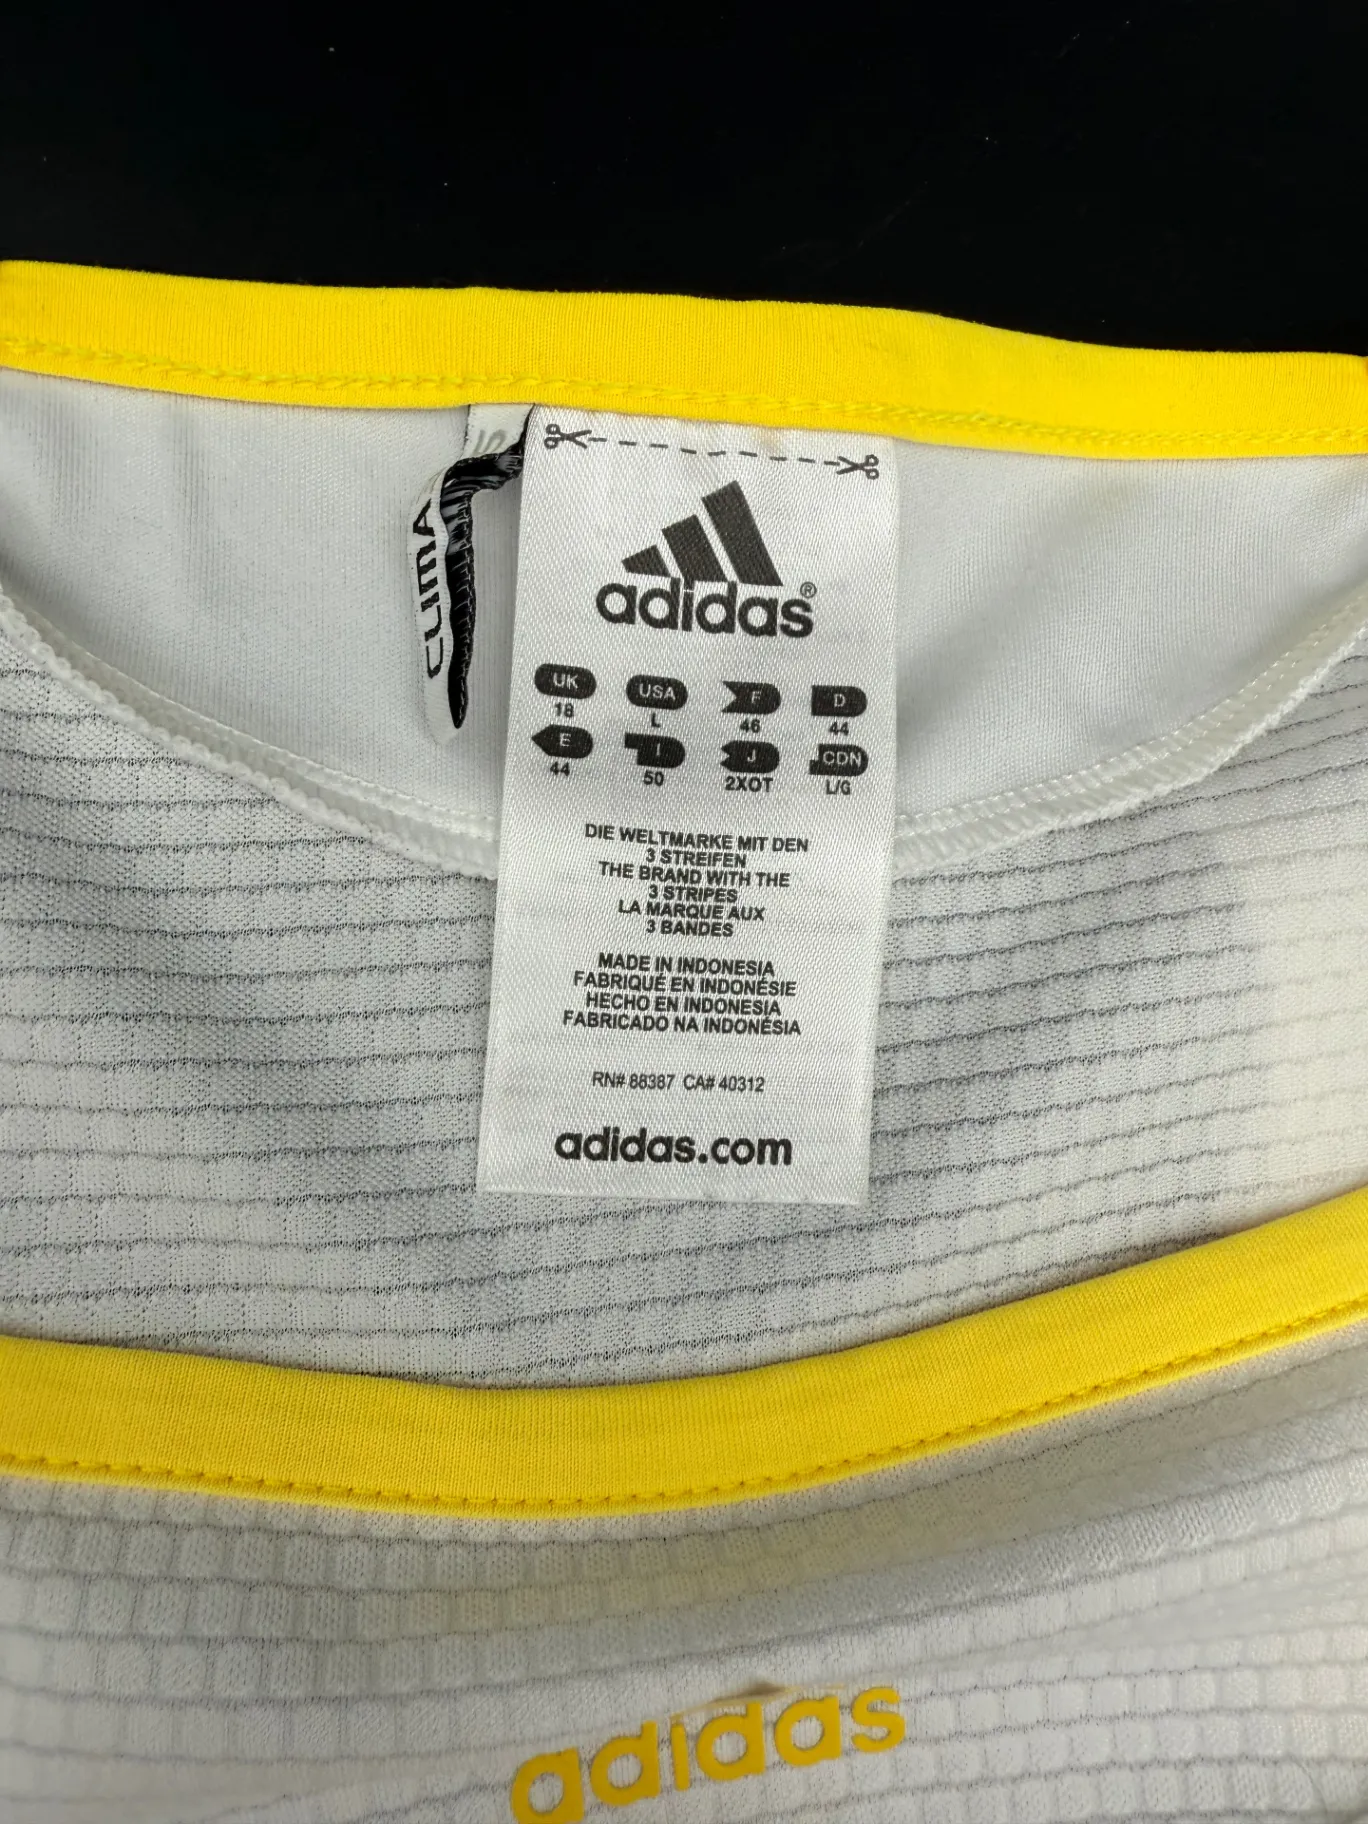 CLIMA
adidas®
UK USA F D
18 L 46 44
E I J CDN
44 50 2XOT L/G
DIE WELTMARKE MIT DEN
3 STREIFEN
THE BRAND WITH THE
3 STRIPES
LA MARQUE AUX
3 BANDES
MADE IN INDONESIA
FABRIQUÉ EN INDONÉSIE
HECHO EN INDONESIA
FABRICADO NA INDONÉSIA
RN# 88387 CA# 40312
adidas.com
adidas